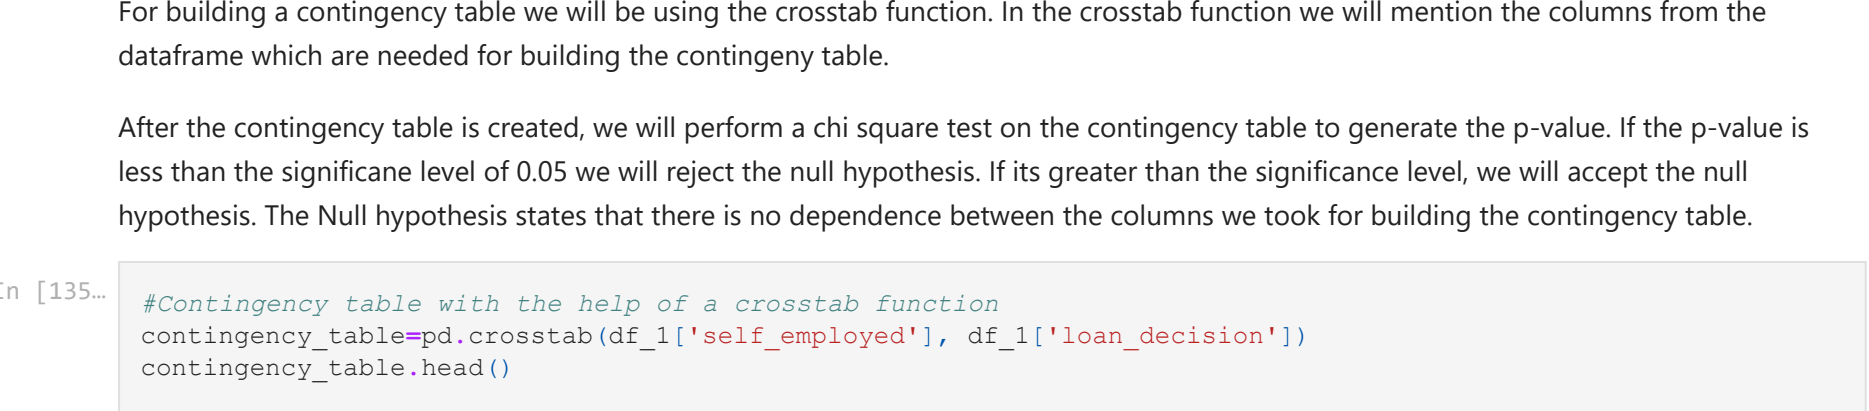 For building a contingency table we will be using the crosstab function. In the crosstab function we will mention the columns from the
dataframe which are needed for building the contingeny table.
After the contingency table is created, we will perform a chi square test on the contingency table to generate the p-value. If the p-value is
less than the significane level of 0.05 we will reject the null hypothesis. If its greater than the significance level, we will accept the null
hypothesis. The Null hypothesis states that there is no dependence between the columns we took for building the contingency table.
In [135…
#Contingency table with the help of a crosstab function
contingency_table=pd.crosstab(df_1['self_employed'], df_1['loan_decision'])
contingency_table.head()